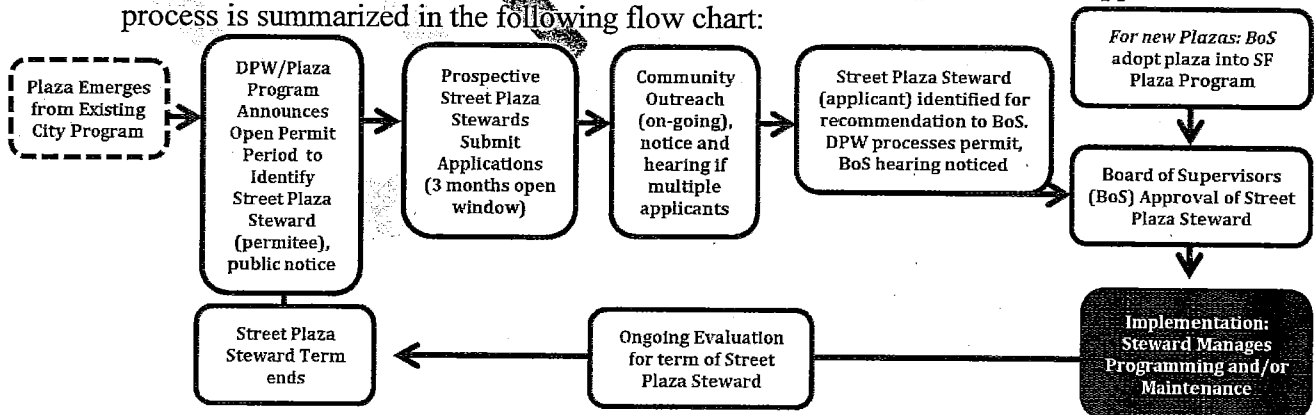 process is summarized in the following flow chart:
Plaza Emerges
from Existing
City Program
DPW/Plaza
Program
Announces
Open Permit
Period to
Identify
Street Plaza
Steward
(permitee),
public notice
Prospective
Street Plaza
Stewards
Submit
Applications
(3 months open
window)
Community
Outreach
(on-going),
notice and
hearing if
multiple
applicants
Street Plaza Steward
(applicant) identified for
recommendation to BoS.
DPW processes permit,
BoS hearing noticed
For new Plazas: BoS
adopt plaza into SF
Plaza Program
Board of Supervisors
(BoS) Approval of Street
Plaza Steward
Implementation:
Steward Manages
Programming and/or
Maintenance
Ongoing Evaluation
for term of Street
Plaza Steward
Street Plaza
Steward Term
ends